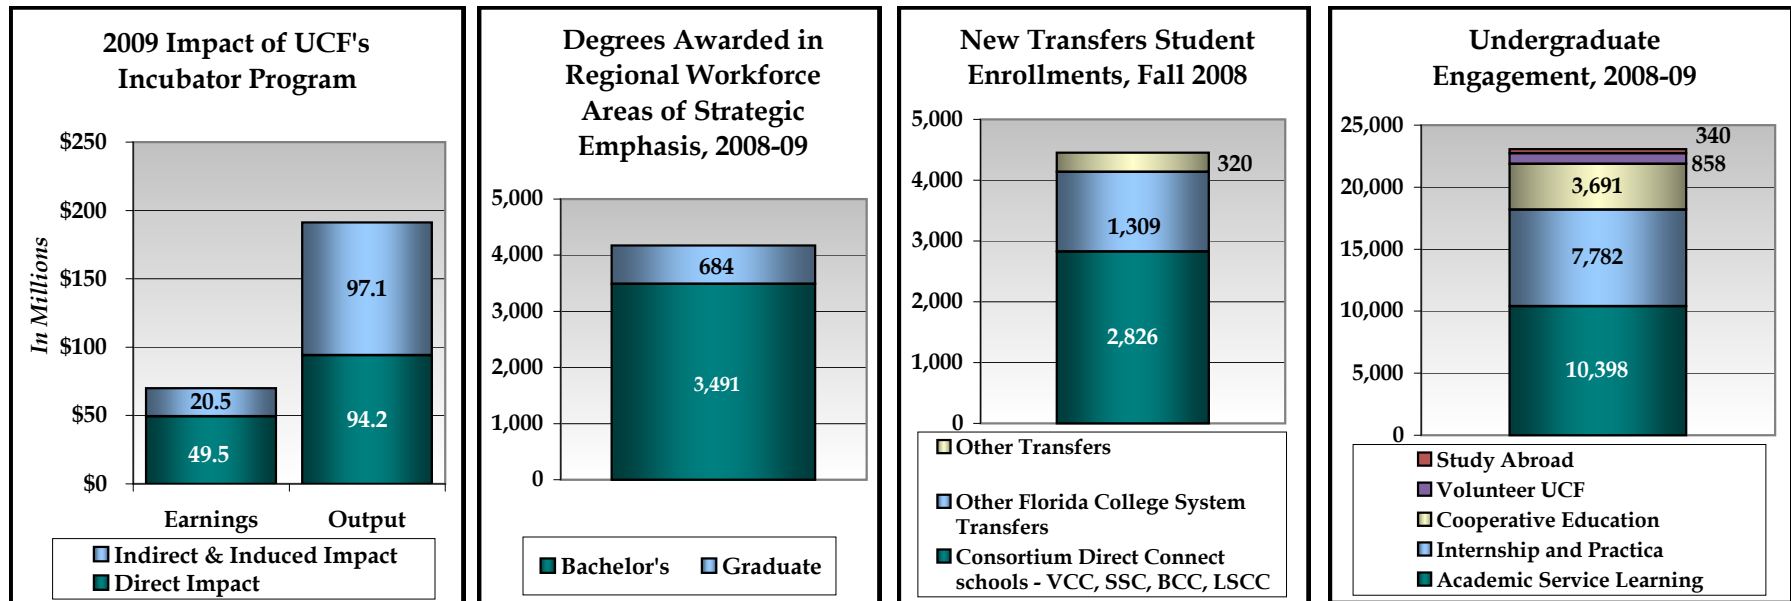 2009 Impact of UCF's
Incubator Program
$250
$200
$150
$100
$50
$0
In Millions
97.1
20.5
94.2
49.5
Earnings
Output
Indirect & Induced Impact
Direct Impact
Degrees Awarded in
Regional Workforce
Areas of Strategic
Emphasis, 2008-09
5,000
4,000
3,000
2,000
1,000
0
684
3,491
Bachelor's
Graduate
New Transfers Student
Enrollments, Fall 2008
5,000
4,000
3,000
2,000
1,000
0
320
1,309
2,826
Other Transfers
Other Florida College System
Transfers
Consortium Direct Connect
schools - VCC, SSC, BCC, LSCC
Undergraduate
Engagement, 2008-09
25,000
20,000
15,000
10,000
5,000
0
340
858
3,691
7,782
10,398
Study Abroad
Volunteer UCF
Cooperative Education
Internship and Practica
Academic Service Learning